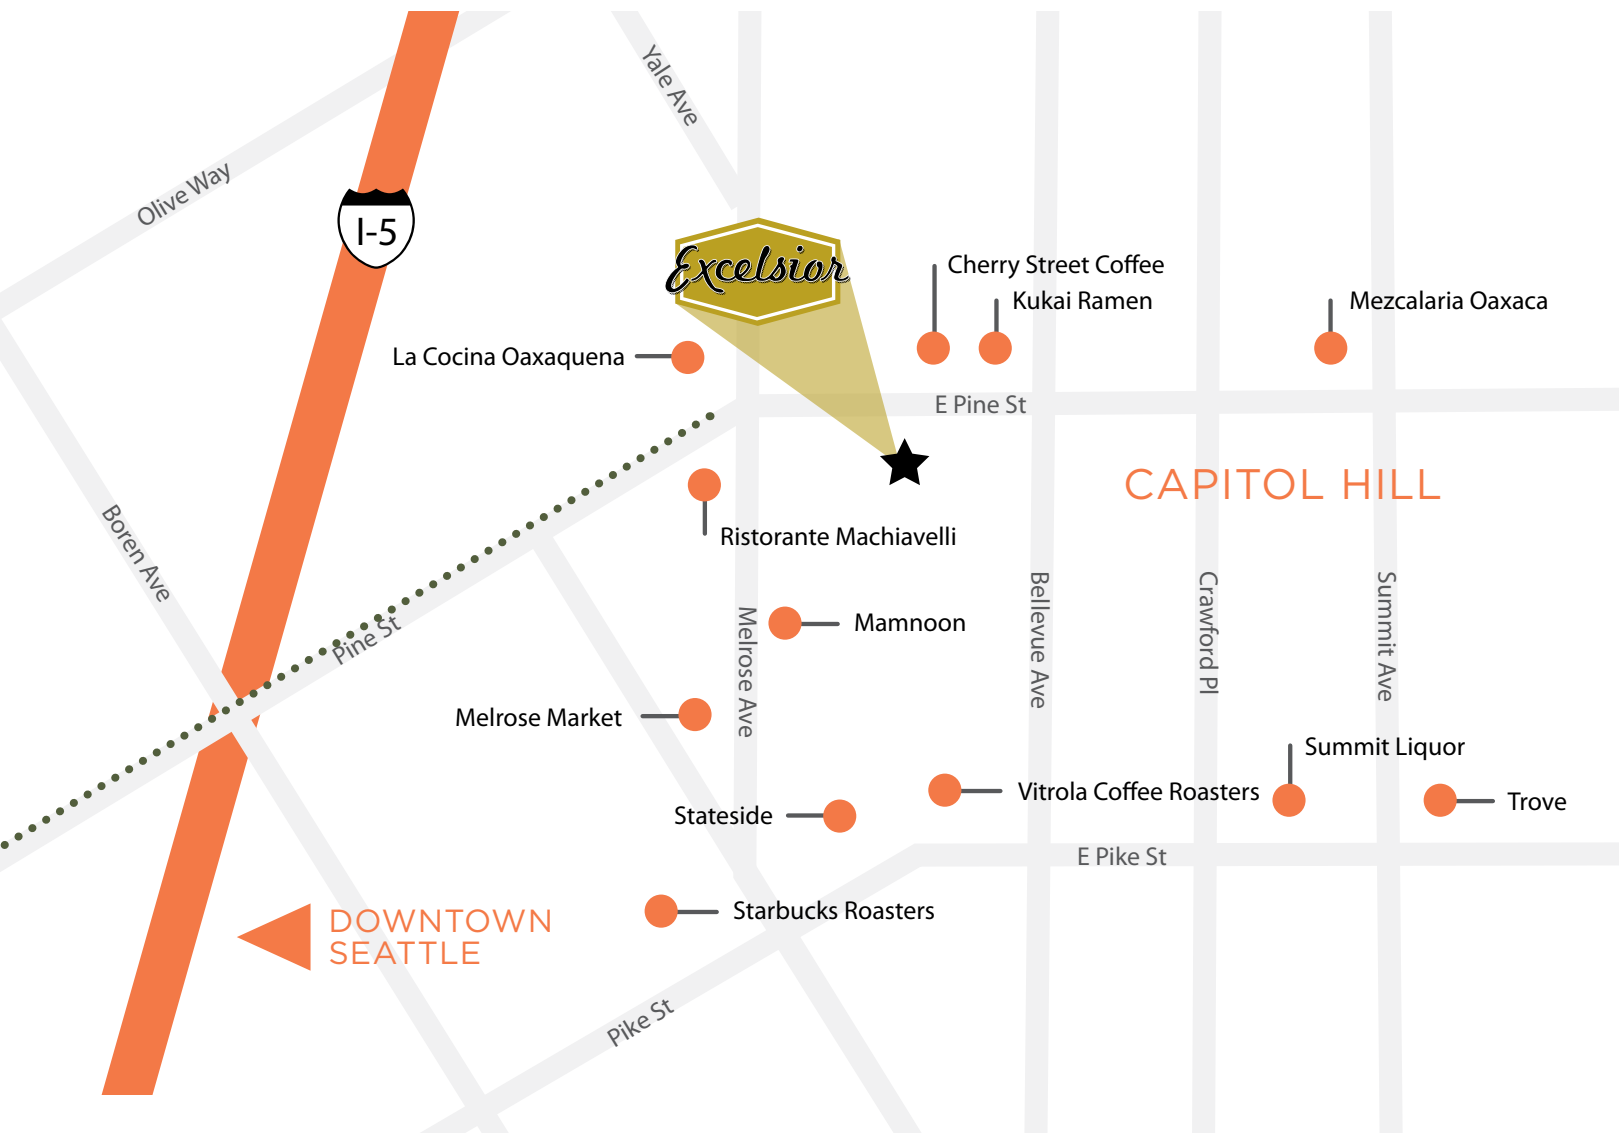 Yale Ave
Olive Way
I-5
Excelsior
Cherry Street Coffee
Kukai Ramen
Mezcalaria Oaxaca
La Cocina Oaxaquena
E Pine St
CAPITOL HILL
Ristorante Machiavelli
Boren Ave
Pine St
Mamnoon
Melrose Ave
Bellevue Ave
Crawford Pl
Summit Ave
Melrose Market
Summit Liquor
Vitrola Coffee Roasters
Trove
Stateside
E Pike St
Starbucks Roasters
DOWNTOWN
SEATTLE
Pike St